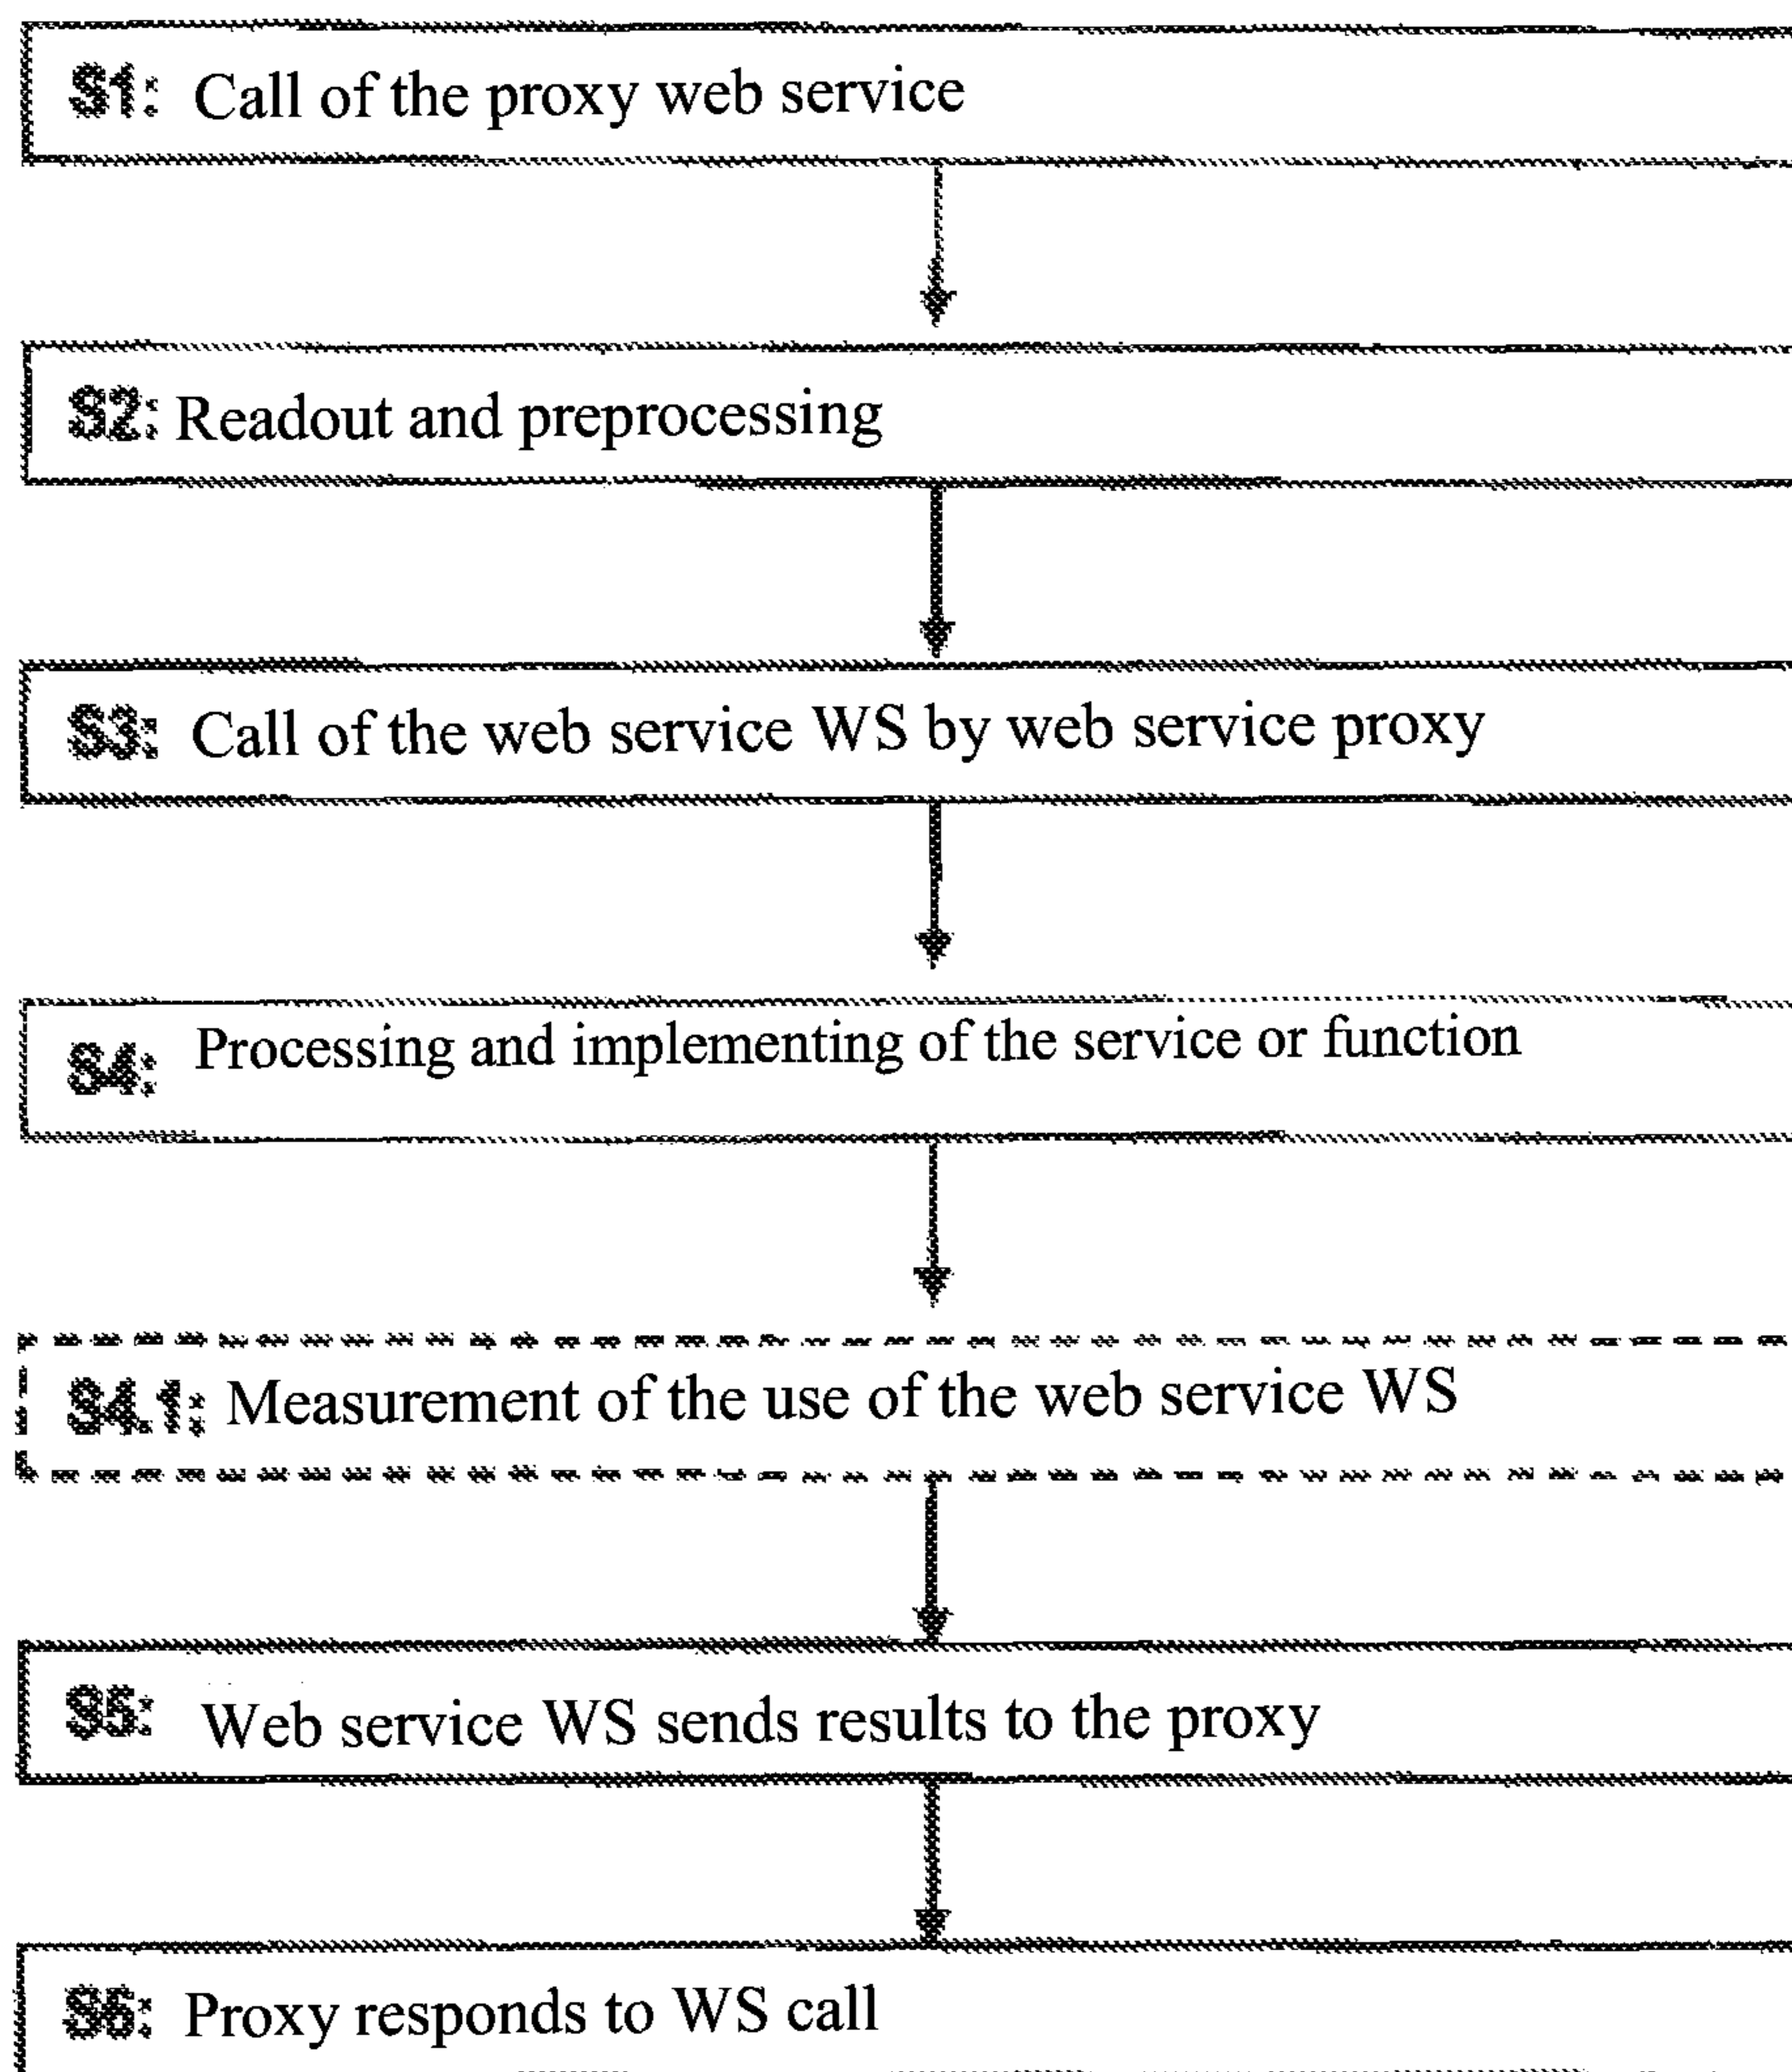 S1: Call of the proxy web service
S2: Readout and preprocessing
S3: Call of the web service WS by web service proxy
S4: Processing and implementing of the service or function
S4.1: Measurement of the use of the web service WS
S5: Web service WS sends results to the proxy
S6: Proxy responds to WS call